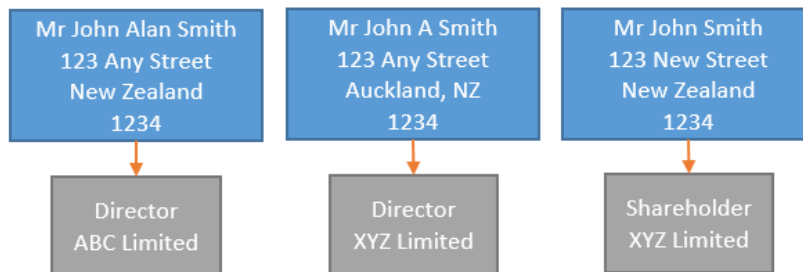 Mr John Alan Smith
123 Any Street
New Zealand
1234
Mr John A Smith
123 Any Street
Auckland, NZ
1234
Mr John Smith
123 New Street
New Zealand
1234
Director
ABC Limited
Director
XYZ Limited
Shareholder
XYZ Limited